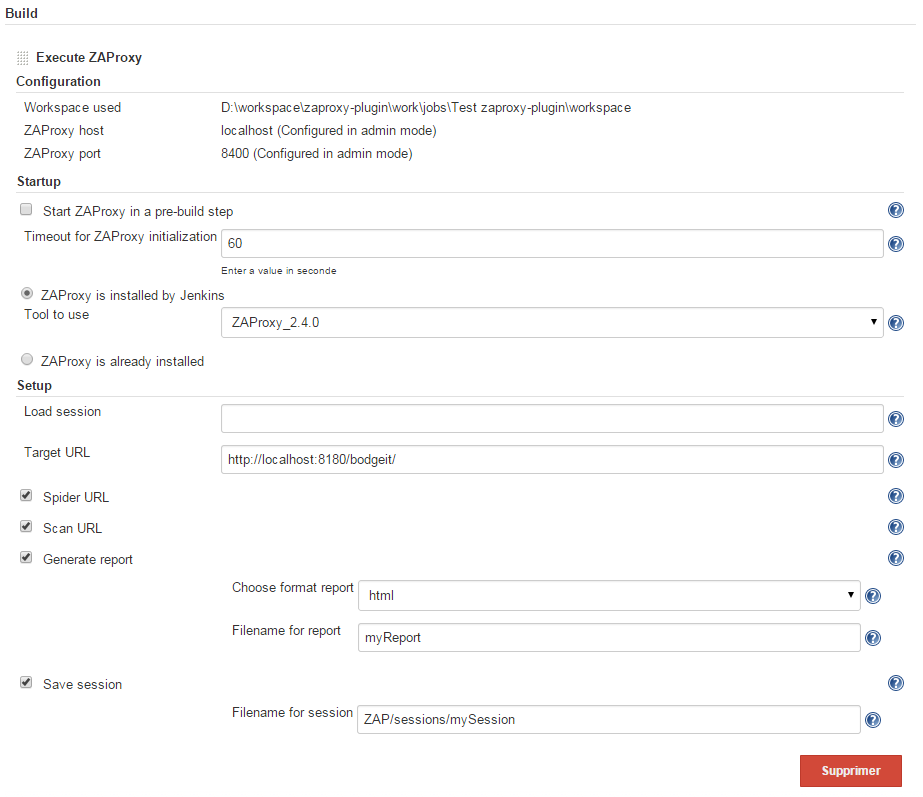 Build
Execute ZAProxy
Configuration
Workspace used D:\workspace\zaproxy-plugin\work\jobs\Test zaproxy-plugin\workspace
ZAProxy host localhost (Configured in admin mode)
ZAProxy port 8400 (Configured in admin mode)
Startup
Start ZAProxy in a pre-build step
Timeout for ZAProxy initialization 60
Enter a value in seconde
ZAProxy is installed by Jenkins
Tool to use ZAProxy_2.4.0
ZAProxy is already installed
Setup
Load session
Target URL http://localhost:8180/bodgeit/
Spider URL
Scan URL
Generate report
Choose format report html
Filename for report myReport
Save session
Filename for session ZAP/sessions/mySession
Supprimer